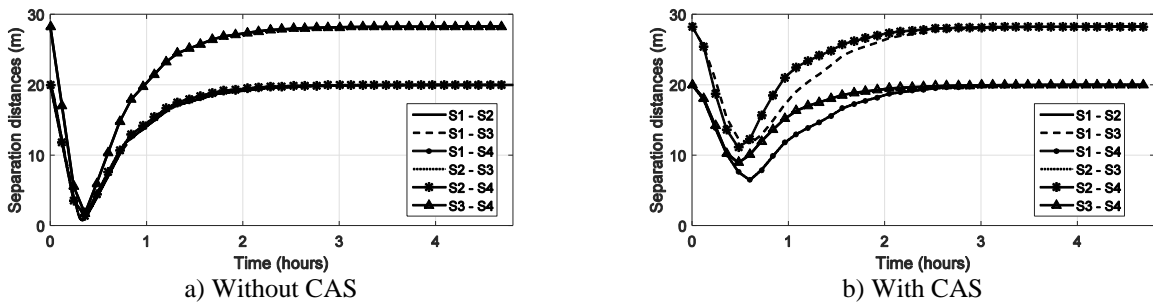 30
20
10
0
Separation distances (m)
0 1 2 3 4
Time (hours)
S1 - S2
S1 - S3
S1 - S4
S2 - S3
S2 - S4
S3 - S4
a) Without CAS
30
20
10
0
Separation distances (m)
0 1 2 3 4
Time (hours)
S1 - S2
S1 - S3
S1 - S4
S2 - S3
S2 - S4
S3 - S4
b) With CAS